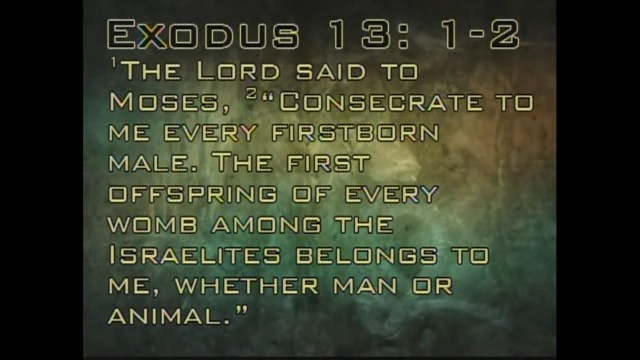 EXODUS 13: 1-2
¹THE LORD SAID TO
MOSES, ²“CONSECRATE TO
ME EVERY FIRSTBORN
MALE. THE FIRST
OFFSPRING OF EVERY
WOMB AMONG THE
ISRAELITES BELONGS TO
ME, WHETHER MAN OR
ANIMAL.”